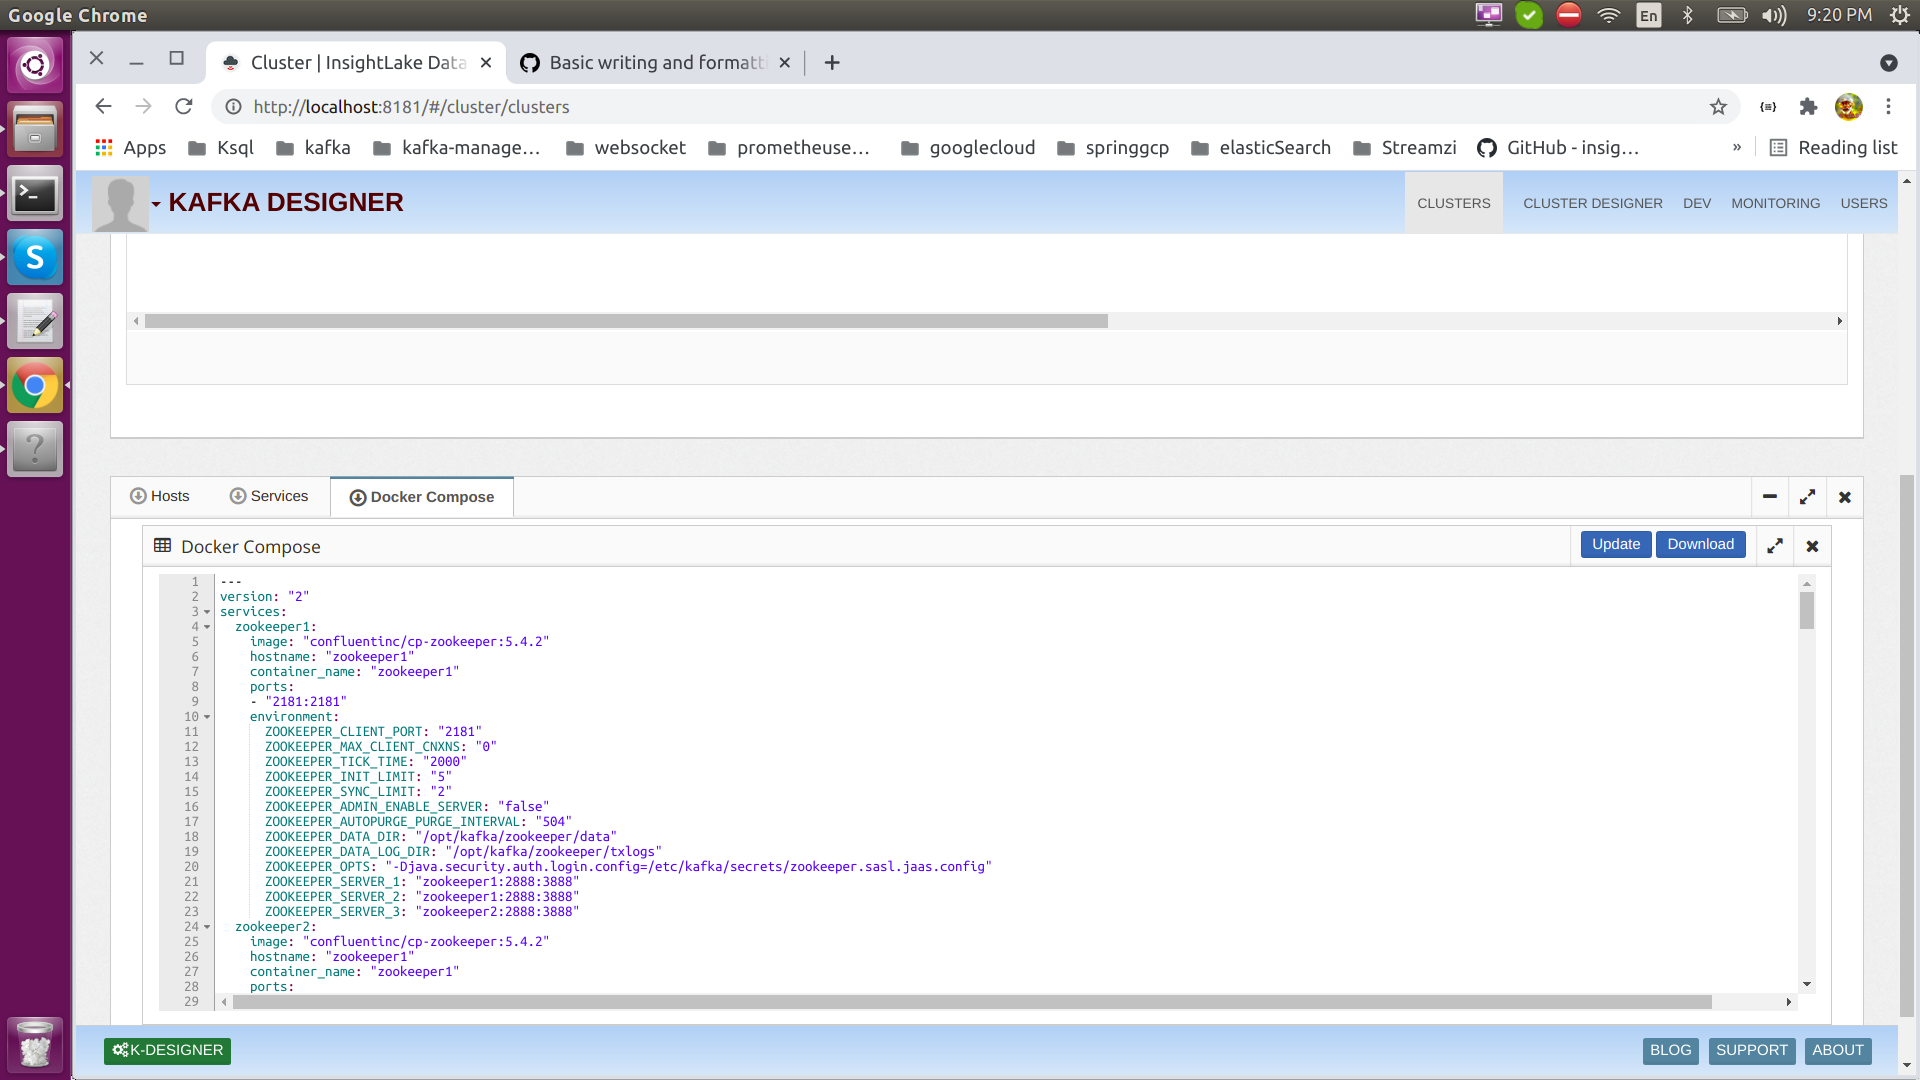 Google Chrome
En
9:20 PM
Cluster | InsightLake Data
Basic writing and formatti
http://localhost:8181/#/cluster/clusters
Apps
Ksql
kafka
kafka-manage...
websocket
prometheuse...
googlecloud
springgcp
elasticSearch
Streamzi
GitHub - insig...
»
Reading list
KAFKA DESIGNER
CLUSTERS
CLUSTER DESIGNER
DEV
MONITORING
USERS
Hosts
Services
Docker Compose
Docker Compose
Update
Download
1 ---
2 version: "2"
3 services:
4 zookeeper1:
5 image: "confluentinc/cp-zookeeper:5.4.2"
6 hostname: "zookeeper1"
7 container_name: "zookeeper1"
8 ports:
9 - "2181:2181"
10 environment:
11 ZOOKEEPER_CLIENT_PORT: "2181"
12 ZOOKEEPER_MAX_CLIENT_CNXNS: "0"
13 ZOOKEEPER_TICK_TIME: "2000"
14 ZOOKEEPER_INIT_LIMIT: "5"
15 ZOOKEEPER_SYNC_LIMIT: "2"
16 ZOOKEEPER_ADMIN_ENABLE_SERVER: "false"
17 ZOOKEEPER_AUTOPURGE_PURGE_INTERVAL: "504"
18 ZOOKEEPER_DATA_DIR: "/opt/kafka/zookeeper/data"
19 ZOOKEEPER_DATA_LOG_DIR: "/opt/kafka/zookeeper/txlogs"
20 ZOOKEEPER_OPTS: "-Djava.security.auth.login.config=/etc/kafka/secrets/zookeeper.sasl.jaas.config"
21 ZOOKEEPER_SERVER_1: "zookeeper1:2888:3888"
22 ZOOKEEPER_SERVER_2: "zookeeper1:2888:3888"
23 ZOOKEEPER_SERVER_3: "zookeeper2:2888:3888"
24 zookeeper2:
25 image: "confluentinc/cp-zookeeper:5.4.2"
26 hostname: "zookeeper1"
27 container_name: "zookeeper1"
28 ports:
29
K-DESIGNER
BLOG
SUPPORT
ABOUT